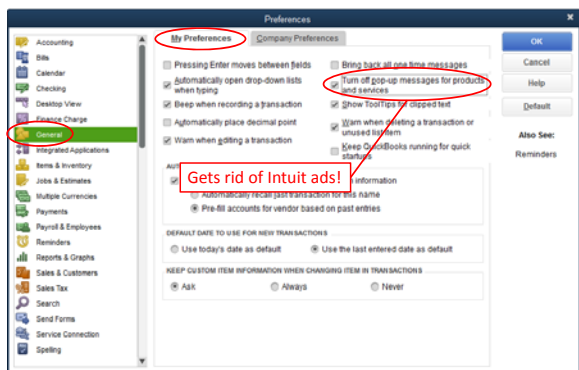 Preferences
Accounting
Bills
Calendar
Checking
Desktop View
Finance Charge
General
Integrated Applications
Items & Inventory
Jobs & Estimates
Multiple Currencies
Payments
Payroll & Employees
Reminders
Reports & Graphs
Sales & Customers
Sales Tax
Search
Send Forms
Service Connection
Spelling
My Preferences
Company Preferences
Pressing Enter moves between fields
Automatically open drop-down lists
when typing
Beep when recording a transaction
Automatically place decimal point
Warn when editing a transaction
Bring back all one time messages
Turn off pop-up messages for products
and services
Show ToolTips for clipped text
Warn when deleting a transaction or
unused list item
Keep QuickBooks running for quick
startups
Gets rid of Intuit ads!
AUT
information
Automatically recall last transaction for this name
Pre-fill accounts for vendor based on past entries
DEFAULT DATE TO USE FOR NEW TRANSACTIONS
Use today's date as default
Use the last entered date as default
KEEP CUSTOM ITEM INFORMATION WHEN CHANGING ITEM IN TRANSACTIONS
Ask
Always
Never
OK
Cancel
Help
Default
Also See:
Reminders